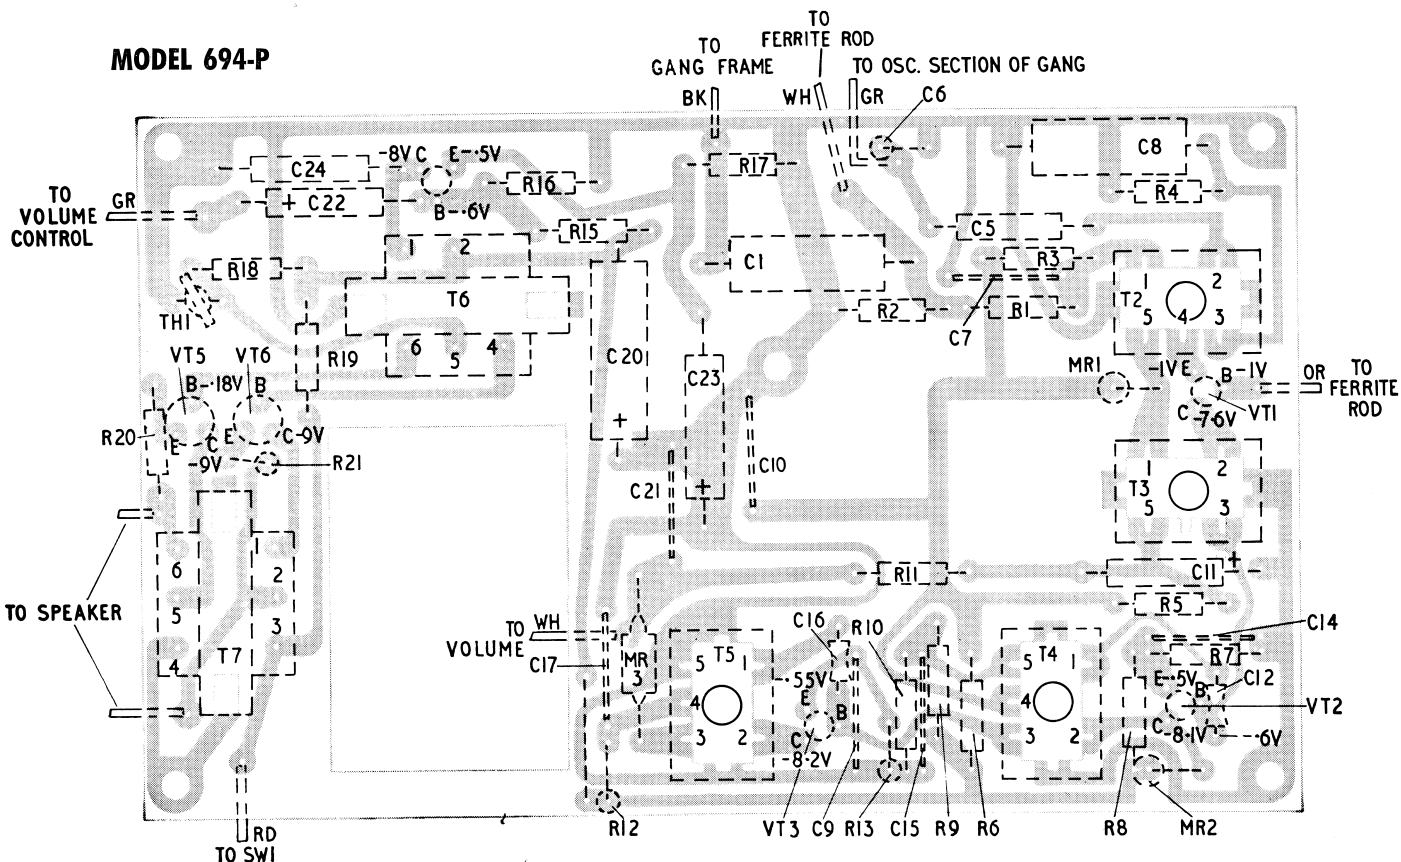 MODEL 694-P
TO
GANG FRAME
BK
TO
FERRITE ROD
WH
TO OSC. SECTION OF GANG
GR
C6
C24
-8V C
E-·5V
B-·6V
R16
R17
C8
R4
TO
VOLUME
CONTROL
GR
+ C22
R15
C5
R18
1 2
C1
R3
TH1
T6
R2
C7
B1
1 2
T2
5 4 3
VT5
VT6
R19
6 5 4
C20
+
C23
+
MR1
-1V E
B-1V
OR
TO
FERRITE
ROD
B-·18V
B
VT1
C
-7·6V
R20
E
C
E
C-9V
-9V
R21
C21
C10
1 2
T3
5 3
6
5
4
T7
1
2
3
TO SPEAKER
R11
+
C11
R5
TO
VOLUME
WH
C17
MR
3
C16
R10
C14
5 1
T5
4
3 2
-·55V
E
B
C
-8·2V
5 1
T4
4
3 2
R7
E-·5V
B
C12
VT2
C
-8·1V
-·6V
RD
TO SW1
R12
VT3
C9
R13
C15
R9
R6
R8
MR2